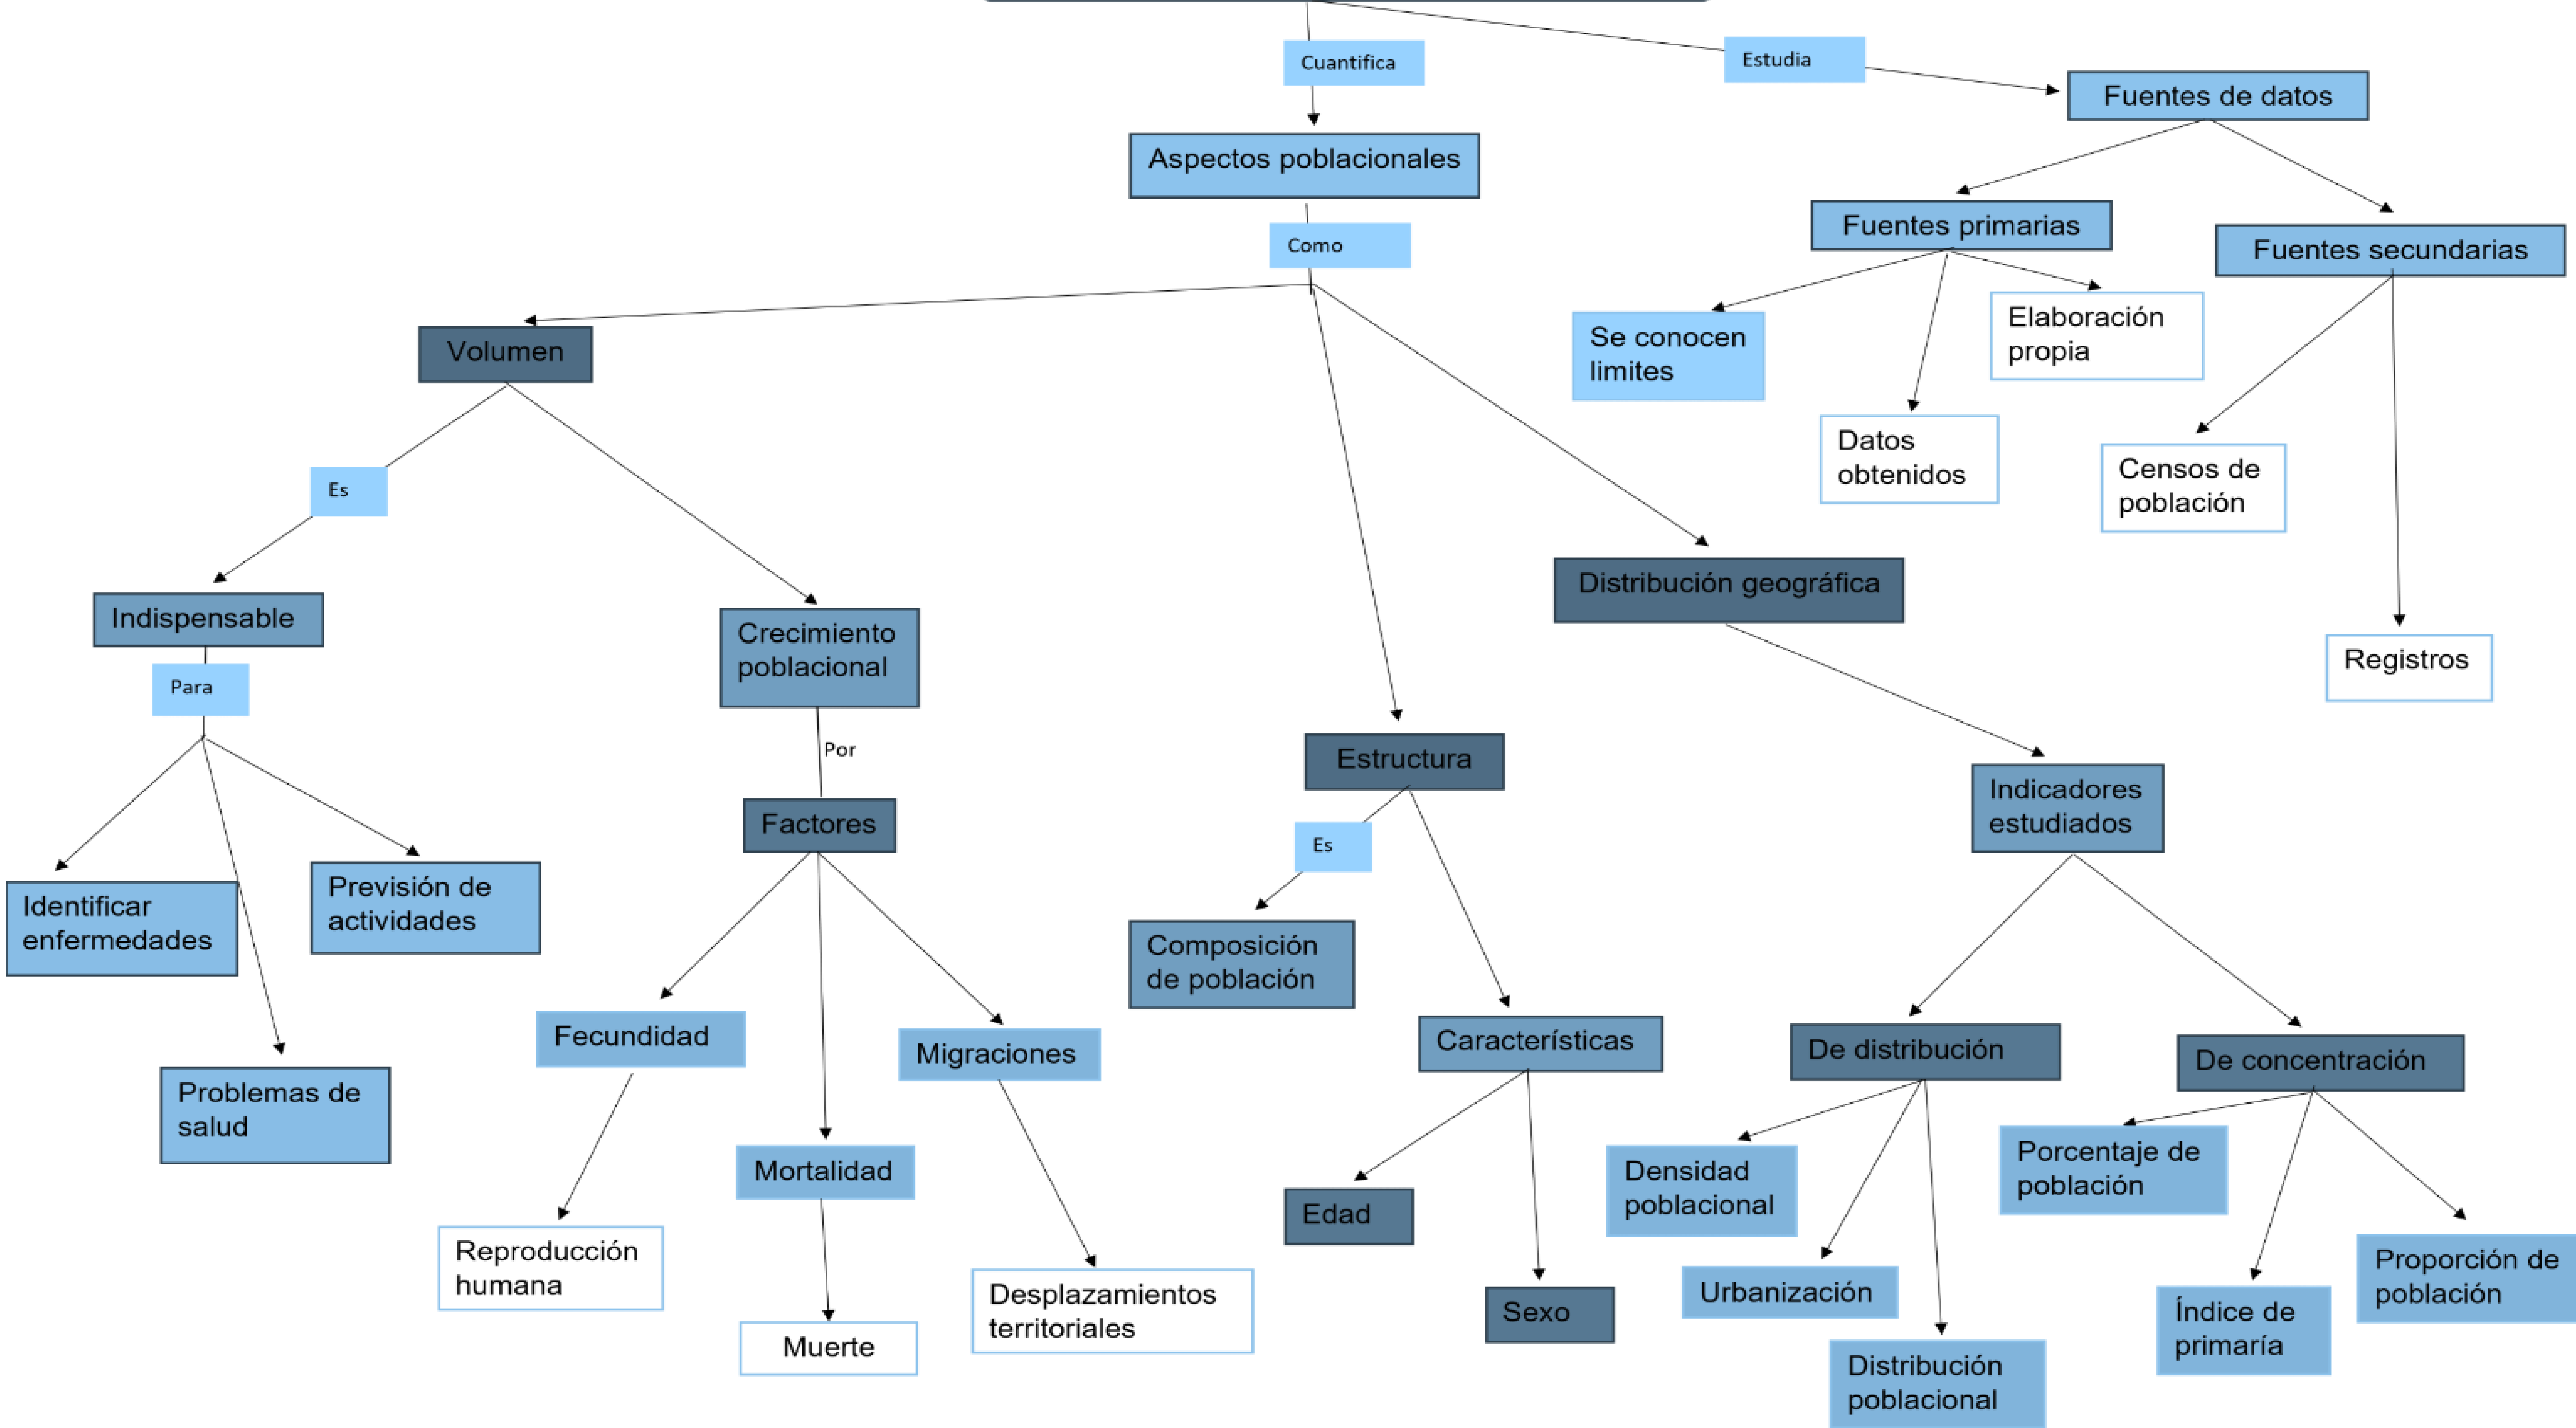 Cuantifica
Estudia
Fuentes de datos
Aspectos poblacionales
Fuentes primarias
Fuentes secundarias
Como
Se conocen
limites
Elaboración
propia
Volumen
Datos
obtenidos
Censos de
población
Es
Distribución geográfica
Indispensable
Crecimiento
poblacional
Registros
Para
Por
Estructura
Indicadores
estudiados
Factores
Es
Identificar
enfermedades
Previsión de
actividades
Composición
de población
Fecundidad
Migraciones
Características
De distribución
De concentración
Problemas de
salud
Mortalidad
Edad
Densidad
poblacional
Porcentaje de
población
Reproducción
humana
Desplazamientos
territoriales
Muerte
Sexo
Urbanización
Índice de
primaría
Proporción de
población
Distribución
poblacional